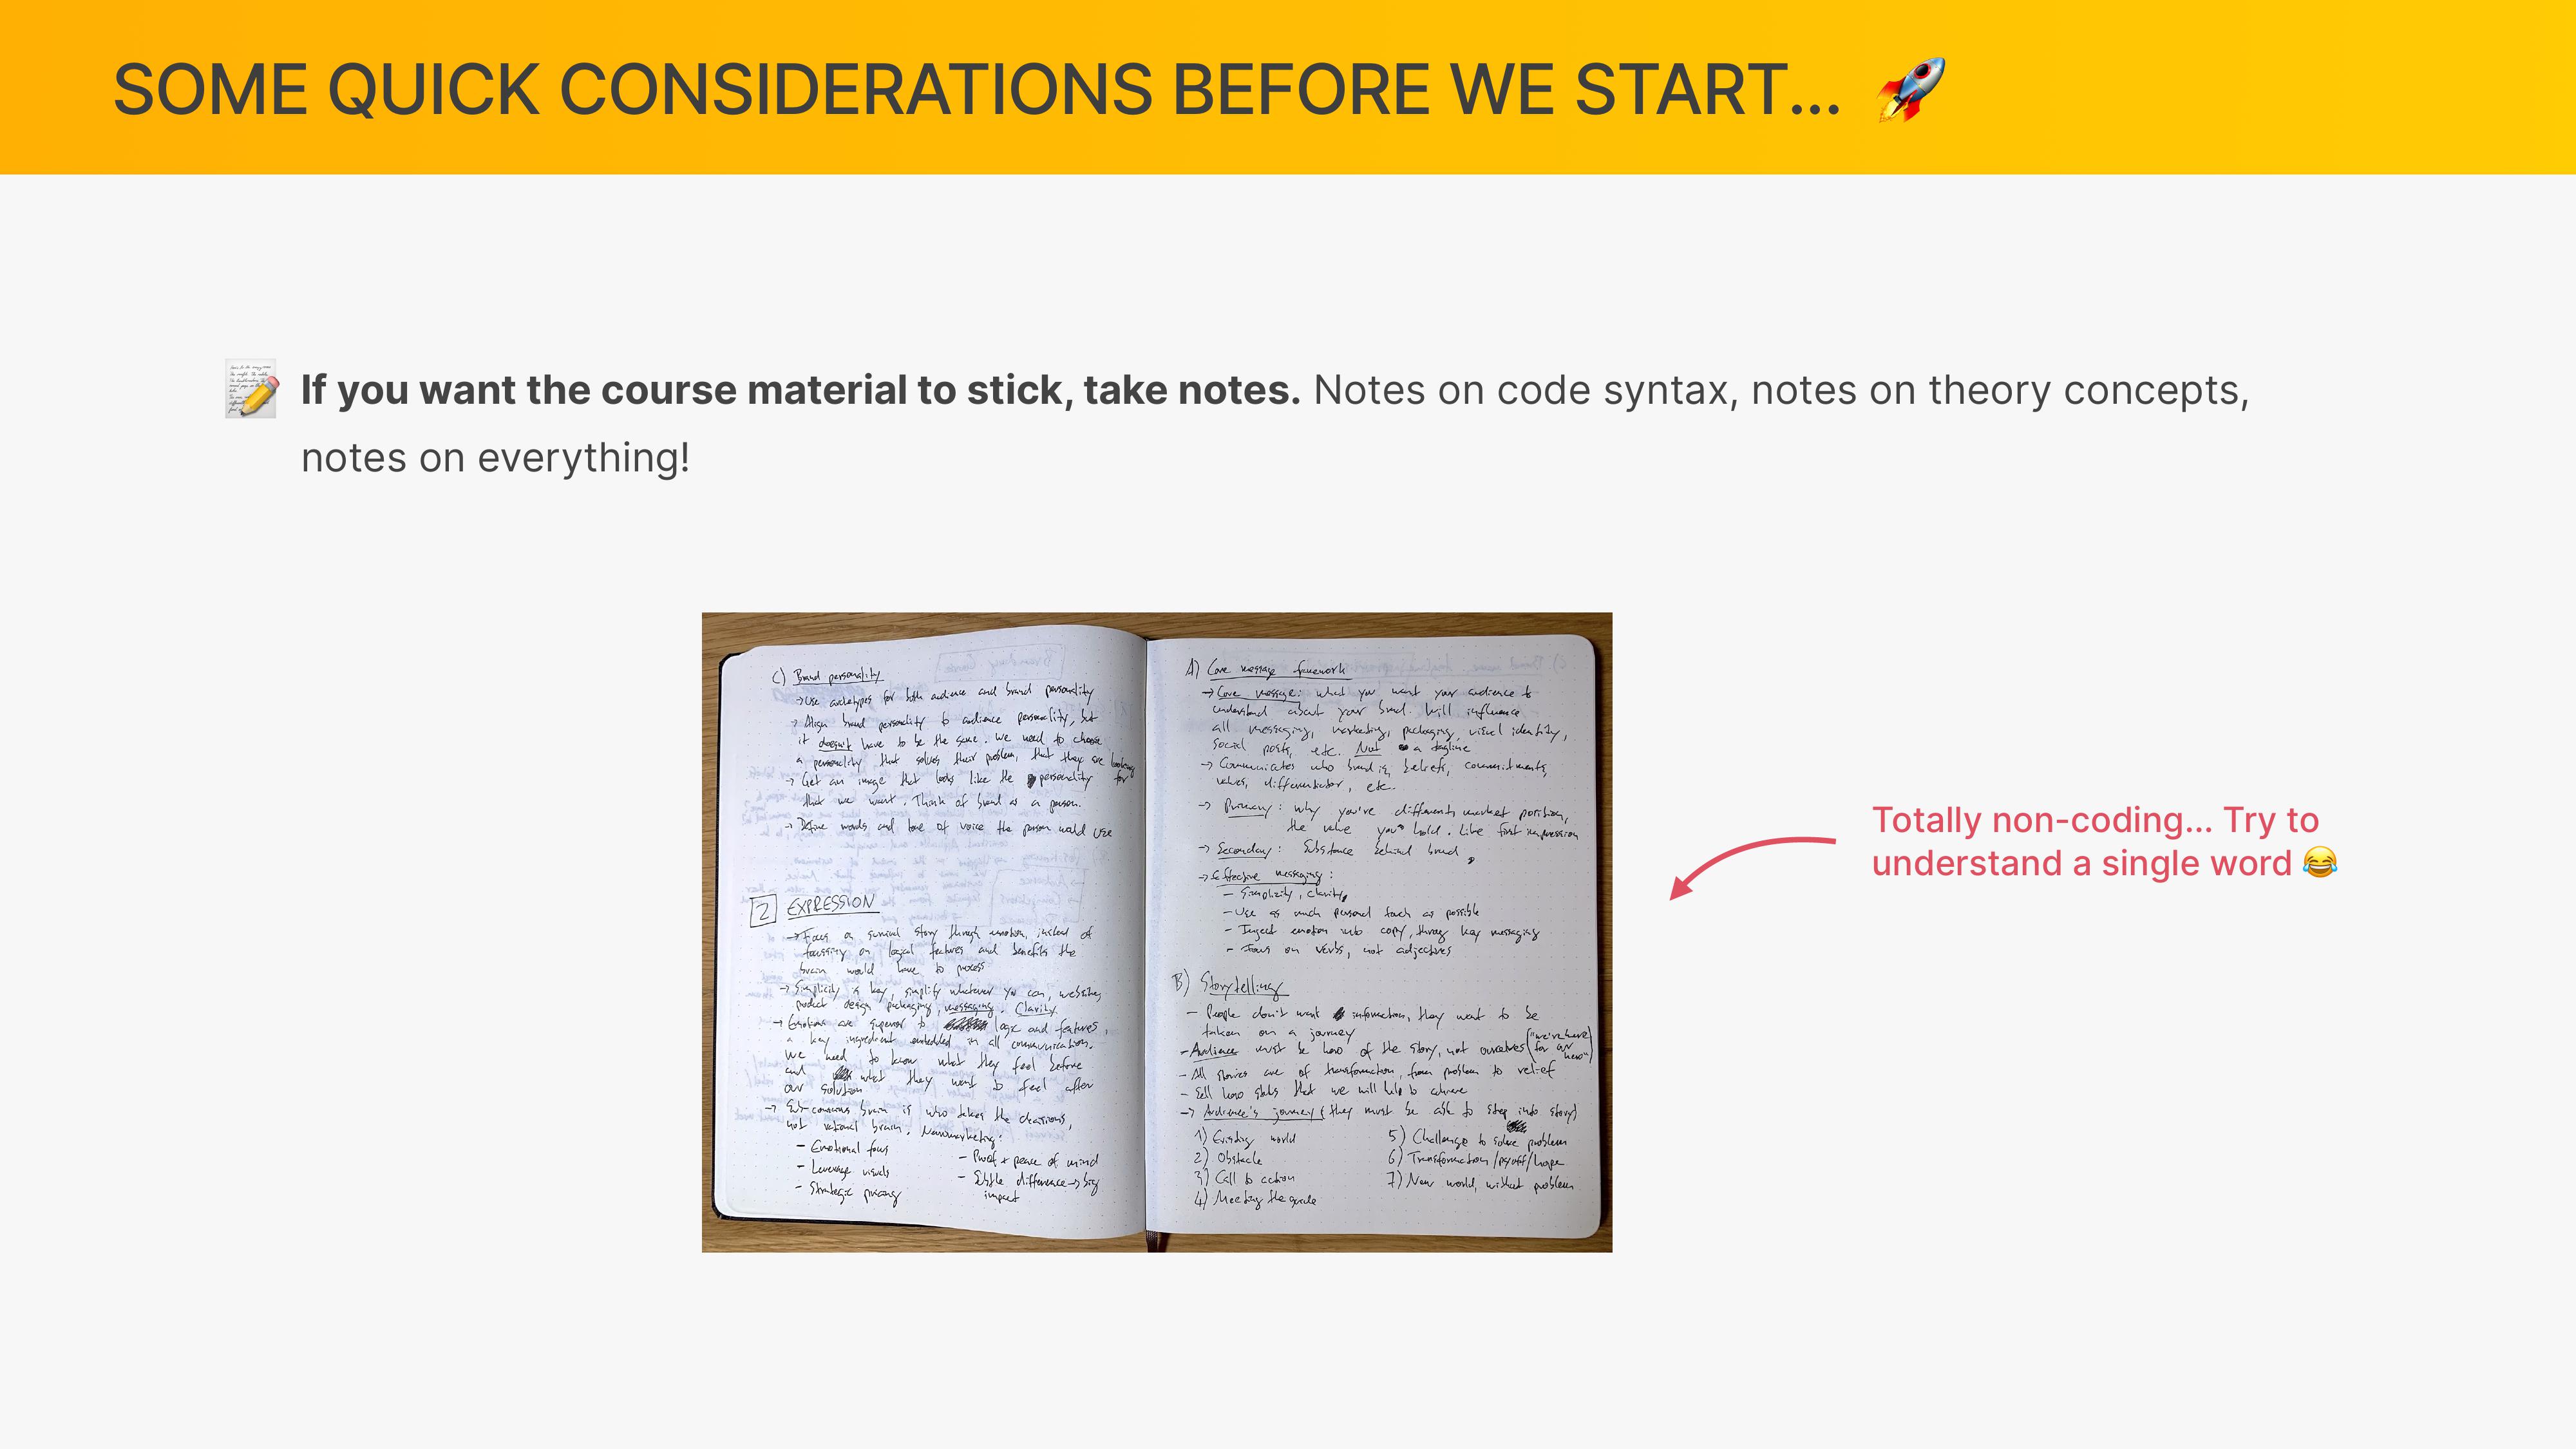 SOME QUICK CONSIDERATIONS BEFORE WE START... 🚀
If you want the course material to stick, take notes. Notes on code syntax, notes on theory concepts,
notes on everything!
C) Brand personality
→ Use archetypes for both audience and brand personality
→ Align brand personality to audience personality, but
it doesn't have to be the same. We need to choose
a personality that solves their problem, that they are looking
for
→ Get an image that looks like the personality
that we want. Think of brand as a person.
→ Define words and tone of voice the person would use
2 EXPRESSION
→ Focus on survival story through emotion, instead of
focusing on logical features and benefits the
brain would have to process
→ Simplicity is key, simplify whatever you can, websites,
product design, packaging, messaging. Clarity.
→ Emotions are superior to logic and features,
a key ingredient embedded in all communication.
We need to know what they feel before
and what they want to feel after
our solution
→ Sub-conscious brain is who takes the decisions,
not rational brain. Neuromarketing:
- Emotional focus
- Leverage visuals
- Strategic pricing
- Proof + peace of mind
- Subtle difference → big
impact
A) Core message framework
→ Core message: what you want your audience to
understand about your brand. Will influence
all messaging, marketing, packaging, visual identity,
social posts, etc. Not a tagline
→ Communicates who brand is, beliefs, commitments,
values, differentiator, etc.
→ Primary: why you're different, market position,
the value you hold. Like first impression
→ Secondary: Substance behind brand
→ Effective messaging:
- Simplicity, clarity
- Use as much personal touch as possible
- Inject emotion into copy, through key messaging
- Focus on verbs, not adjectives
B) Storytelling
- People don't want information, they want to be
taken on a journey
- Audience must be hero of the story, not ourselves ("we're here
for our
hero")
- All stories are of transformation, from problem to relief
- Sell how state that we will help to achieve
→ Audience's journey (they must be able to step into story)
1) Existing world
2) Obstacle
3) Call to action
4) Meeting the guide
5) Challenge to solve problem
6) Transformation/payoff/hope
7) New world, without problem
Totally non-coding... Try to
understand a single word 😂